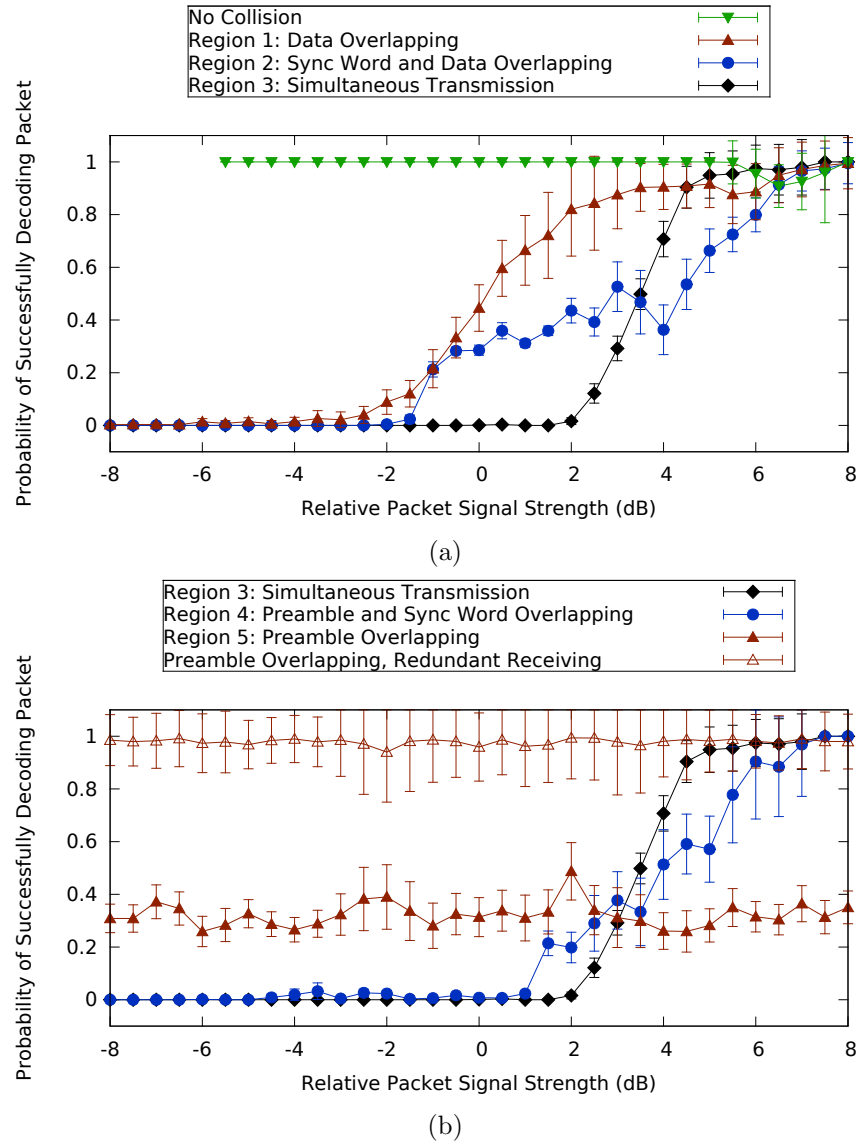 No Collision
Region 1: Data Overlapping
Region 2: Sync Word and Data Overlapping
Region 3: Simultaneous Transmission
Probability of Successfully Decoding Packet
1
0.8
0.6
0.4
0.2
0
-8 -6 -4 -2 0 2 4 6 8
Relative Packet Signal Strength (dB)
(a)
Region 3: Simultaneous Transmission
Region 4: Preamble and Sync Word Overlapping
Region 5: Preamble Overlapping
Preamble Overlapping, Redundant Receiving
Probability of Successfully Decoding Packet
1
0.8
0.6
0.4
0.2
0
-8 -6 -4 -2 0 2 4 6 8
Relative Packet Signal Strength (dB)
(b)